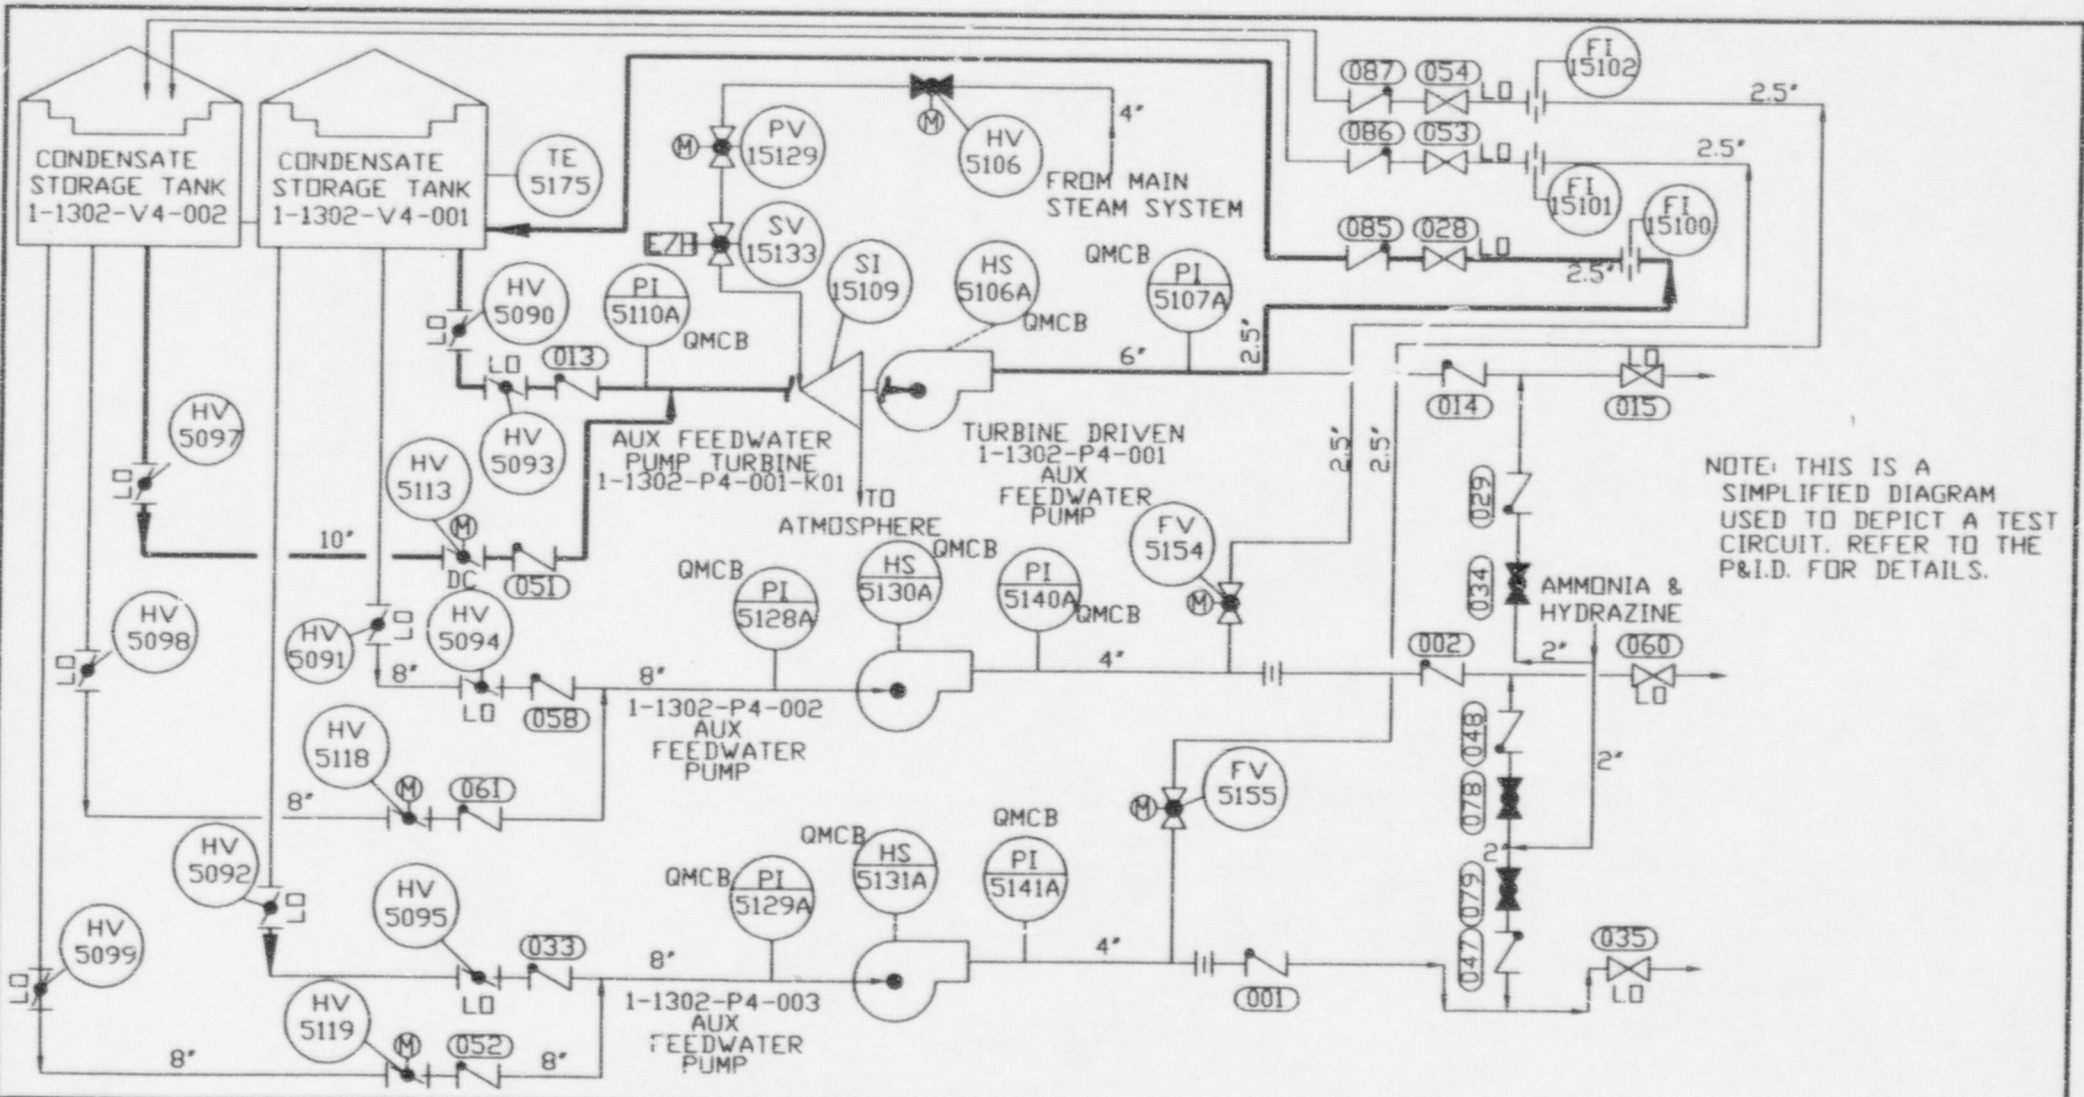 CONDENSATE
STORAGE TANK
1-1302-V4-002
CONDENSATE
STORAGE TANK
1-1302-V4-001
TE
5175
PV
15129
M
SV
15133
E/H
M
HV
5106
4"
FROM MAIN
STEAM SYSTEM
087
054
LO
FI
15102
2.5"
086
053
LO
FI
15101
2.5"
085
028
LO
FI
15100
2.5"
HV
5090
LO
LO
013
HV
5093
PI
5110A
QMCB
SI
15109
HS
5106A
QMCB
QMCB
PI
5107A
6"
2.5"
014
LO
015
HV
5097
LO
HV
5113
M
DC
10"
051
AUX FEEDWATER
PUMP TURBINE
1-1302-P4-001-K01
TO
ATMOSPHERE
TURBINE DRIVEN
1-1302-P4-001
AUX
FEEDWATER
PUMP
2.5"
2.5"
029
034
NOTE: THIS IS A
SIMPLIFIED DIAGRAM
USED TO DEPICT A TEST
CIRCUIT. REFER TO THE
P&I.D. FOR DETAILS.
AMMONIA &
HYDRAZINE
HV
5098
LO
HV
5091
LO
8"
HV
5094
LO
058
8"
QMCB
PI
5128A
HS
5130A
QMCB
PI
5140A
QMCB
FV
5154
M
4"
002
2"
060
LO
1-1302-P4-002
AUX
FEEDWATER
PUMP
HV
5118
M
061
8"
048
078
2"
FV
5155
M
HV
5092
LO
HV
5095
LO
033
8"
QMCB
PI
5129A
QMCB
HS
5131A
QMCB
PI
5141A
4"
001
2"
079
047
035
LO
HV
5099
LO
HV
5119
M
052
8"
8"
1-1302-P4-003
AUX
FEEDWATER
PUMP